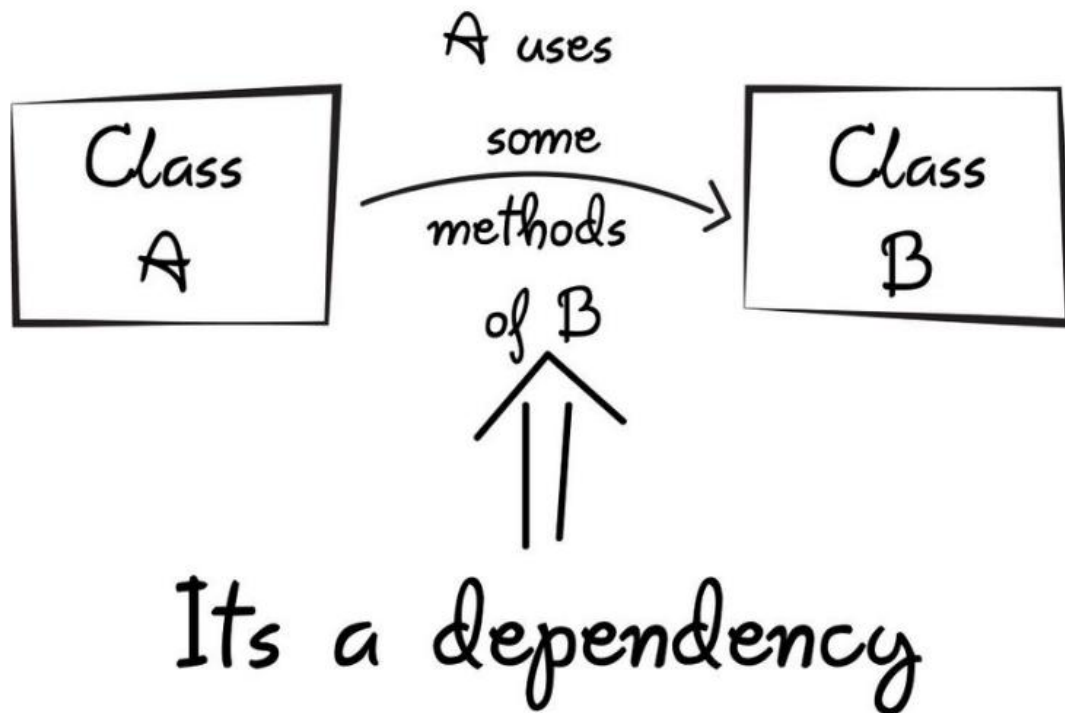 A uses
some
methods
of B
Class
A
Class
B
Its a dependency